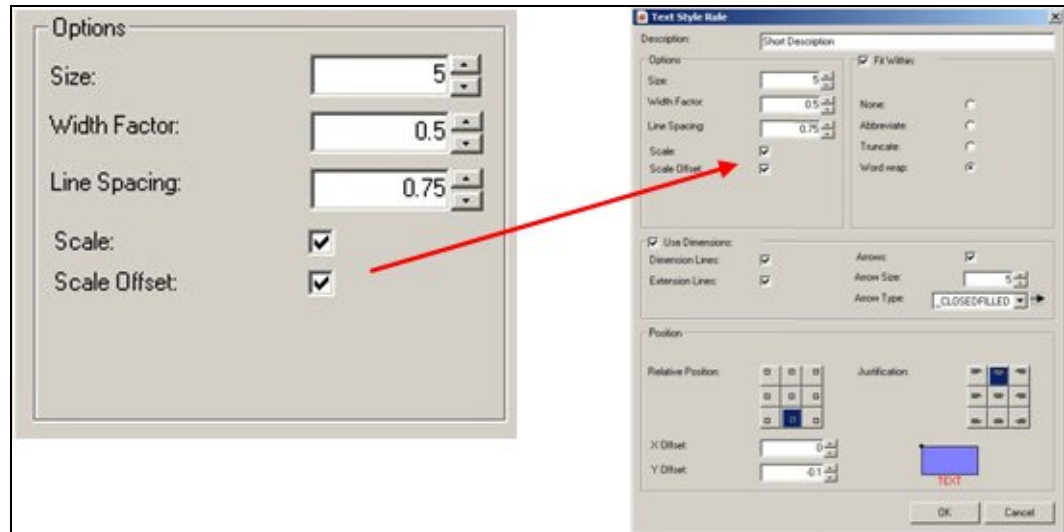 Options
Size: 5
Width Factor: 0.5
Line Spacing: 0.75
Scale:
Scale Offset:
Text Style Rule
Description: Short Description
Options
Size: 5
Width Factor: 0.5
Line Spacing: 0.75
Scale:
Scale Offset:
Fit Within:
None:
Abbreviate:
Truncate:
Word wrap:
Use Dimensions:
Dimension Lines:
Extension Lines:
Arrows:
Arrow Size: 5
Arrow Type: _CLOSEDFILLED
Position
Relative Position:
Justification:
X Offset: 0
Y Offset: -0.1
TEXT
OK Cancel